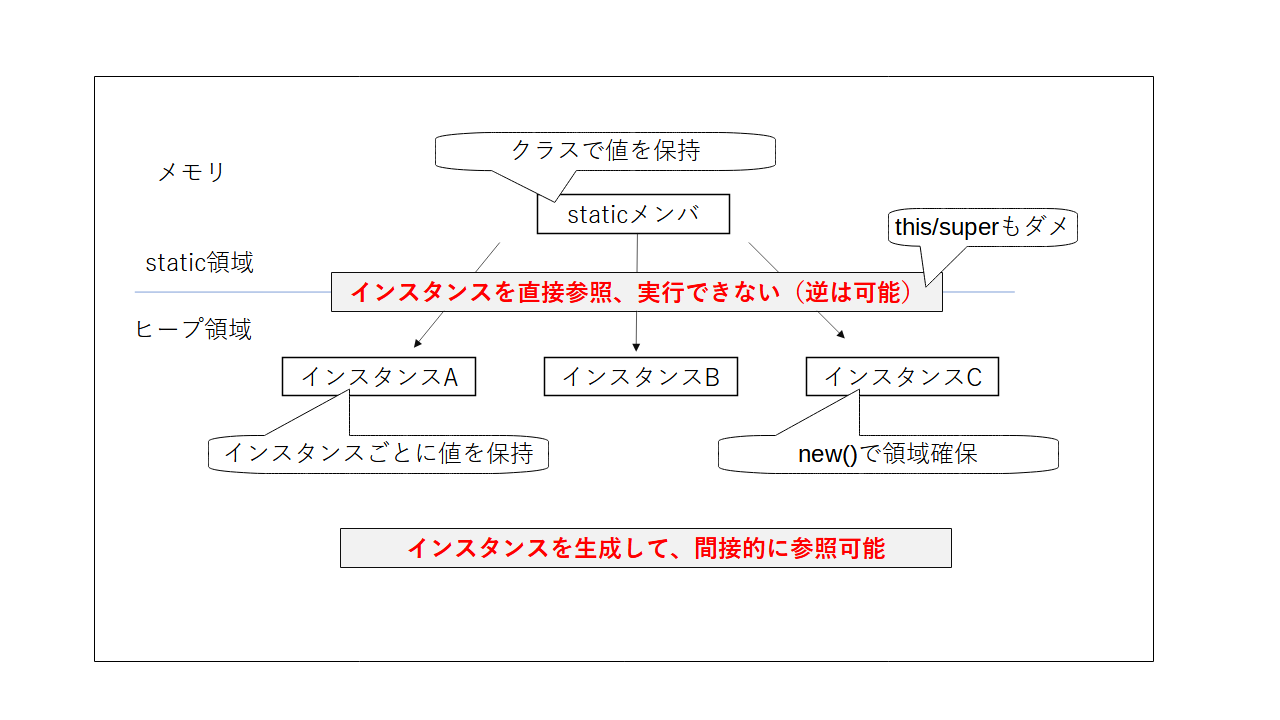 クラスで値を保持
メモリ
staticメンバ
this/superもダメ
static領域
インスタンスを直接参照、実行できない（逆は可能）
ヒープ領域
インスタンスA
インスタンスB
インスタンスC
インスタンスごとに値を保持
new()で領域確保
インスタンスを生成して、間接的に参照可能